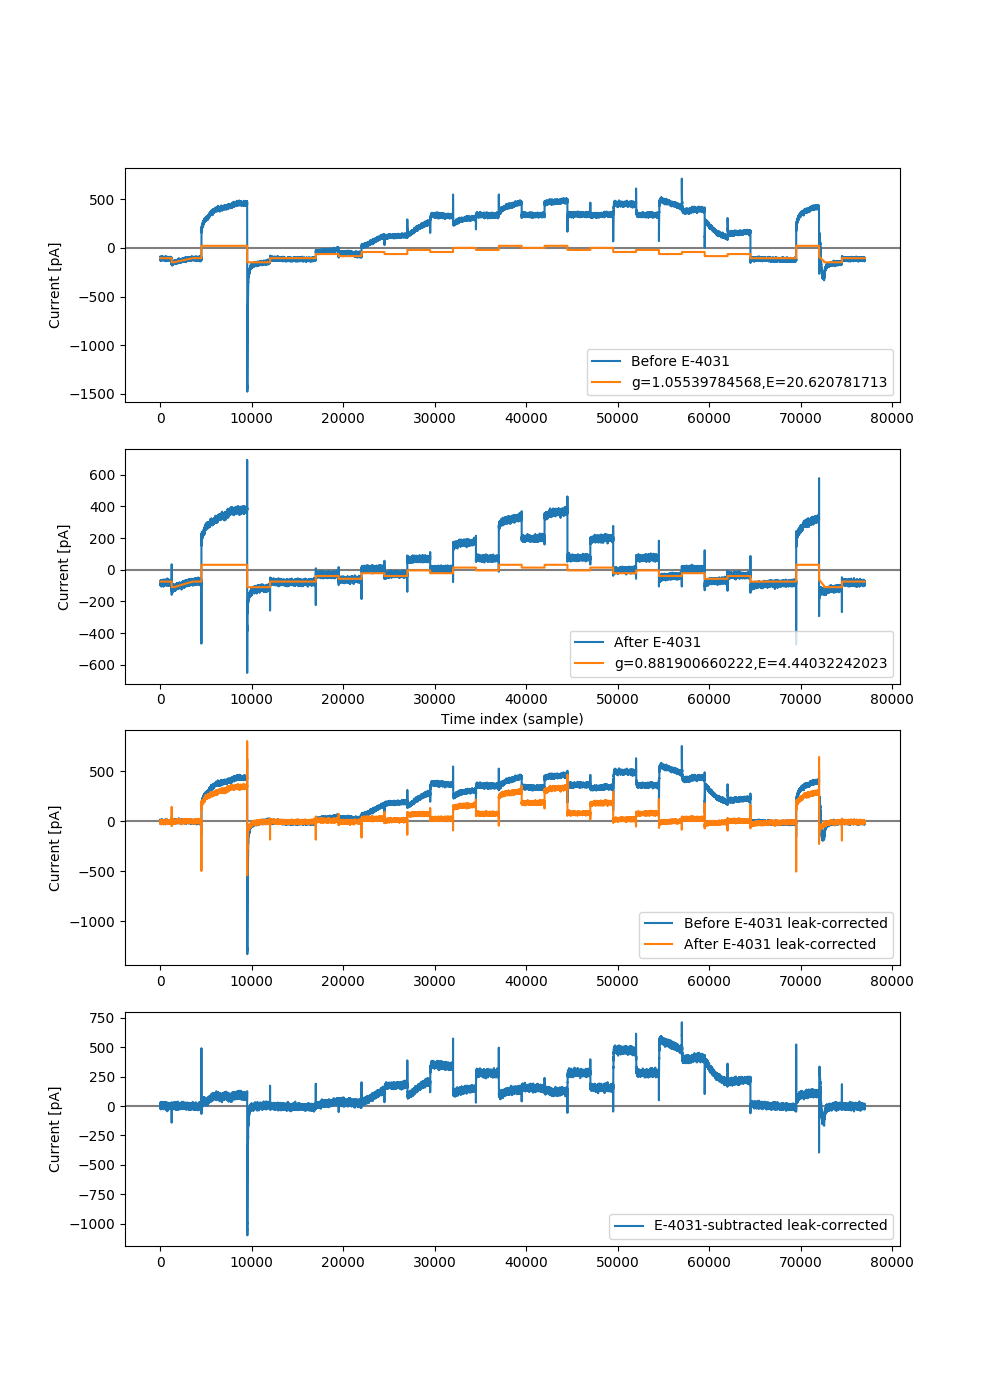 500
0
−500
−1000
−1500
Current [pA]
Before E-4031
g=1.05539784568,E=20.620781713
0 10000 20000 30000 40000 50000 60000 70000 80000
600
400
200
0
−200
−400
−600
Current [pA]
After E-4031
g=0.881900660222,E=4.44032242023
0 10000 20000 30000 40000 50000 60000 70000 80000
Time index (sample)
500
0
−500
−1000
Current [pA]
Before E-4031 leak-corrected
After E-4031 leak-corrected
0 10000 20000 30000 40000 50000 60000 70000 80000
750
500
250
0
−250
−500
−750
−1000
Current [pA]
E-4031-subtracted leak-corrected
0 10000 20000 30000 40000 50000 60000 70000 80000